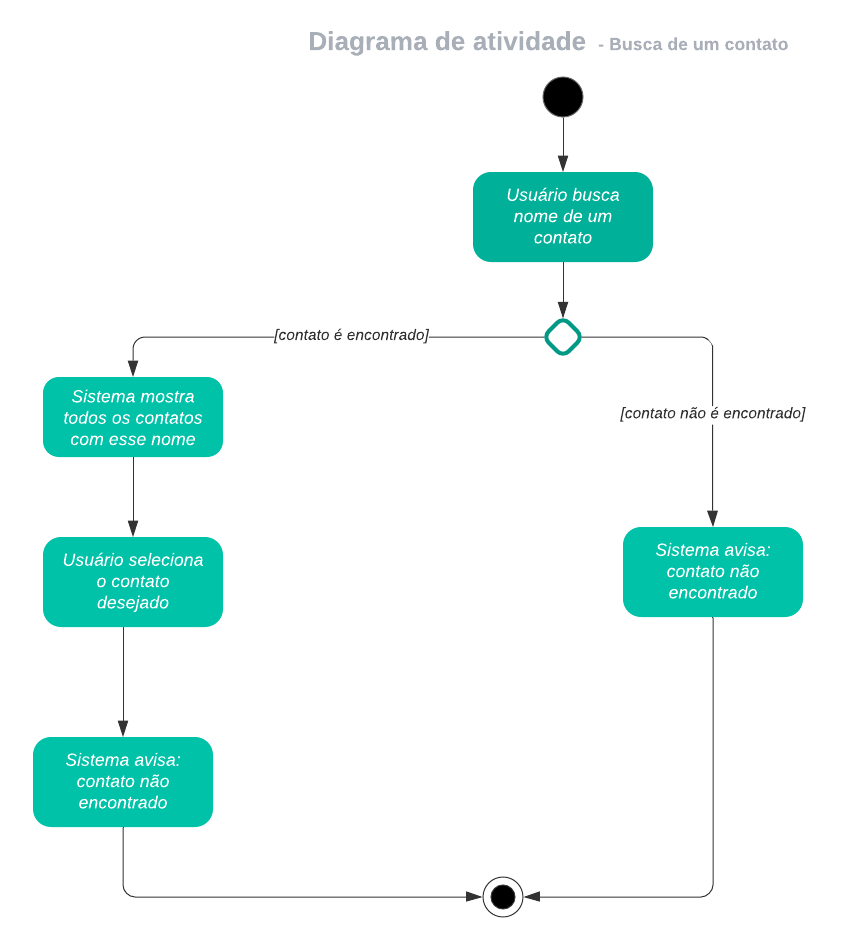 Diagrama de atividade - Busca de um contato
Usuário busca
nome de um
contato
[contato é encontrado]
Sistema mostra
todos os contatos
com esse nome
[contato não é encontrado]
Usuário seleciona
o contato
desejado
Sistema avisa:
contato não
encontrado
Sistema avisa:
contato não
encontrado